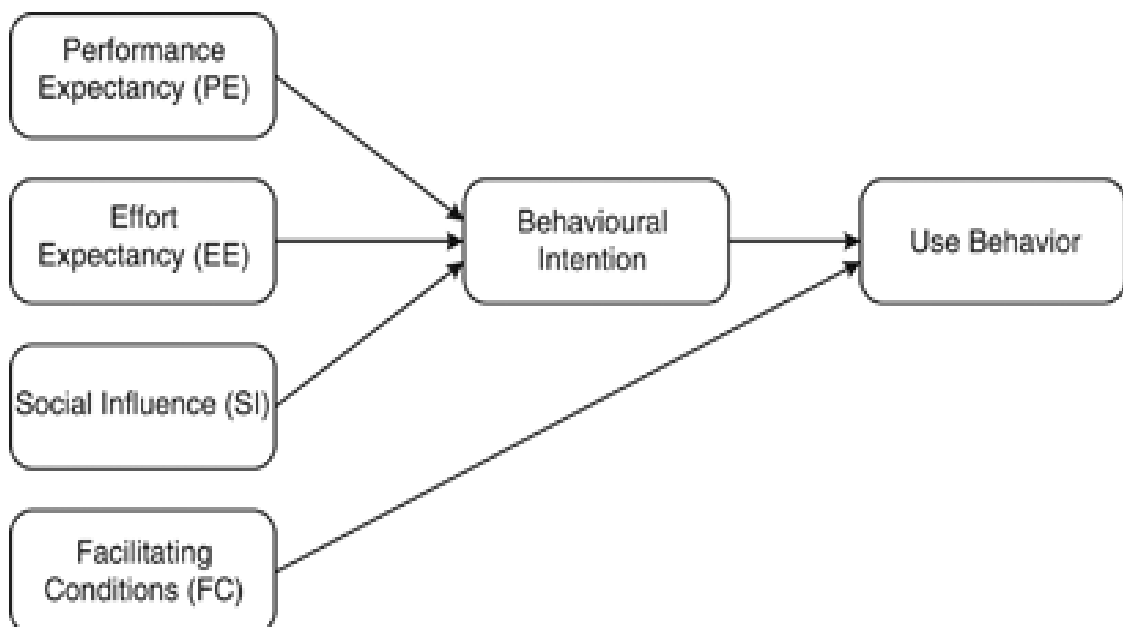 Performance
Expectancy (PE)
Effort
Expectancy (EE)
Social Influence (SI)
Facilitating
Conditions (FC)
Behavioural
Intention
Use Behavior